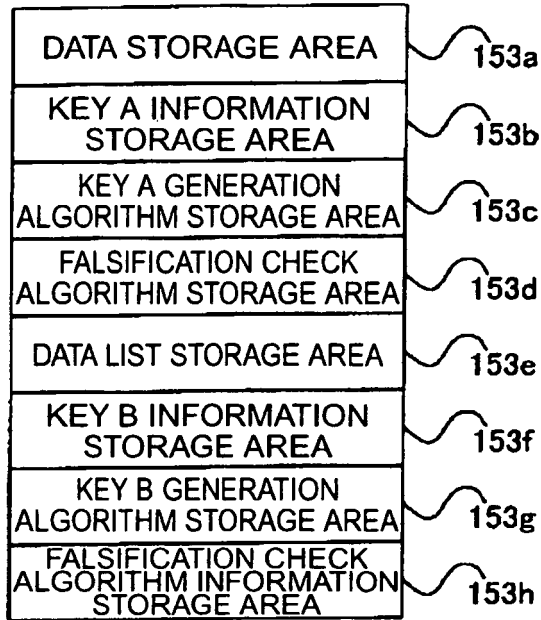 DATA STORAGE AREA
153a
KEY A INFORMATION
STORAGE AREA
153b
KEY A GENERATION
ALGORITHM STORAGE AREA
153c
FALSIFICATION CHECK
ALGORITHM STORAGE AREA
153d
DATA LIST STORAGE AREA
153e
KEY B INFORMATION
STORAGE AREA
153f
KEY B GENERATION
ALGORITHM STORAGE AREA
153g
FALSIFICATION CHECK
ALGORITHM INFORMATION
STORAGE AREA
153h